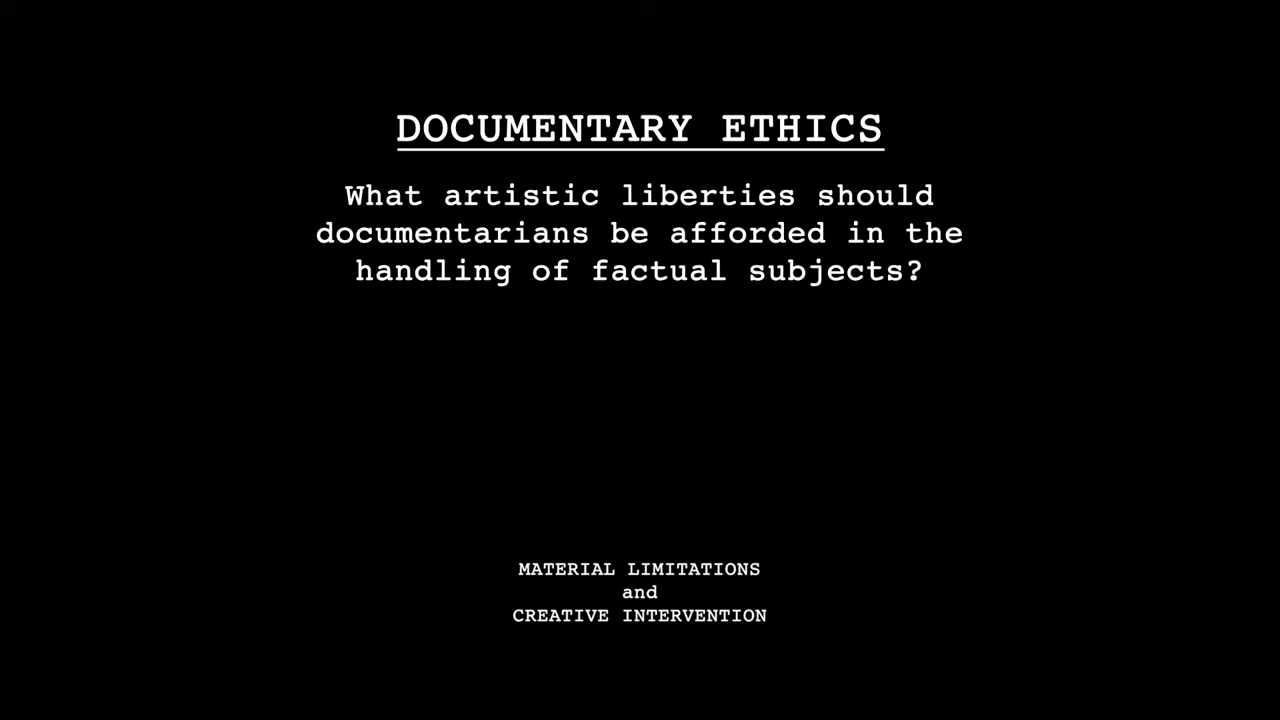 DOCUMENTARY ETHICS
What artistic liberties should
documentarians be afforded in the
handling of factual subjects?
MATERIAL LIMITATIONS
and
CREATIVE INTERVENTION